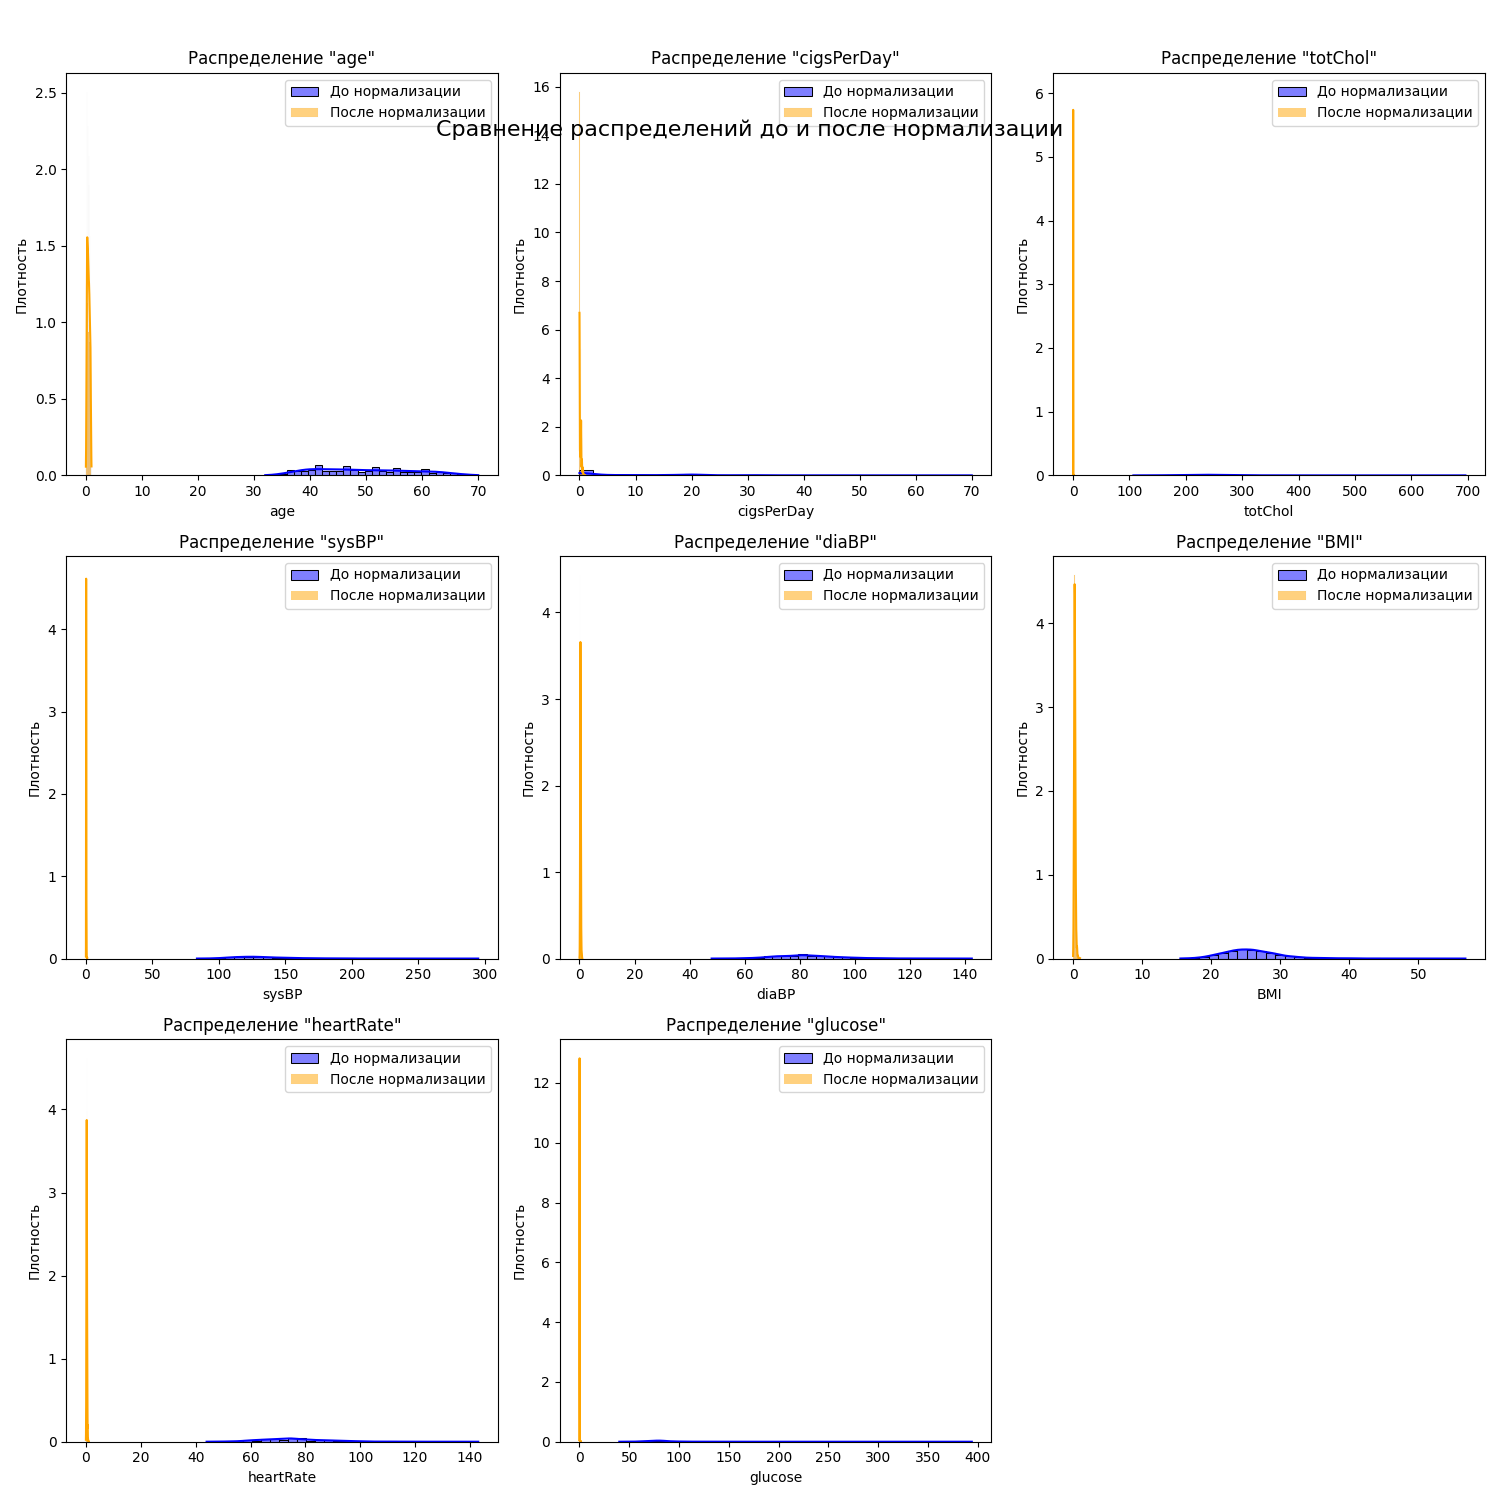 Распределение "age"
Распределение "cigsPerDay"
Распределение "totChol"
До нормализации
После нормализации
До нормализации
После нормализации
До нормализации
После нормализации
Сравнение распределений до и после нормализации
Плотность
2.5
2.0
1.5
1.0
0.5
0.0
0 10 20 30 40 50 60 70
age
Плотность
16
14
12
10
8
6
4
2
0
0 10 20 30 40 50 60 70
cigsPerDay
Плотность
6
5
4
3
2
1
0
0 100 200 300 400 500 600 700
totChol
Распределение "sysBP"
Распределение "diaBP"
Распределение "BMI"
До нормализации
После нормализации
До нормализации
После нормализации
До нормализации
После нормализации
Плотность
4
3
2
1
0
0 50 100 150 200 250 300
sysBP
Плотность
4
3
2
1
0
0 20 40 60 80 100 120 140
diaBP
Плотность
4
3
2
1
0
0 10 20 30 40 50
BMI
Распределение "heartRate"
Распределение "glucose"
До нормализации
После нормализации
До нормализации
После нормализации
Плотность
4
3
2
1
0
0 20 40 60 80 100 120 140
heartRate
Плотность
12
10
8
6
4
2
0
0 50 100 150 200 250 300 350 400
glucose